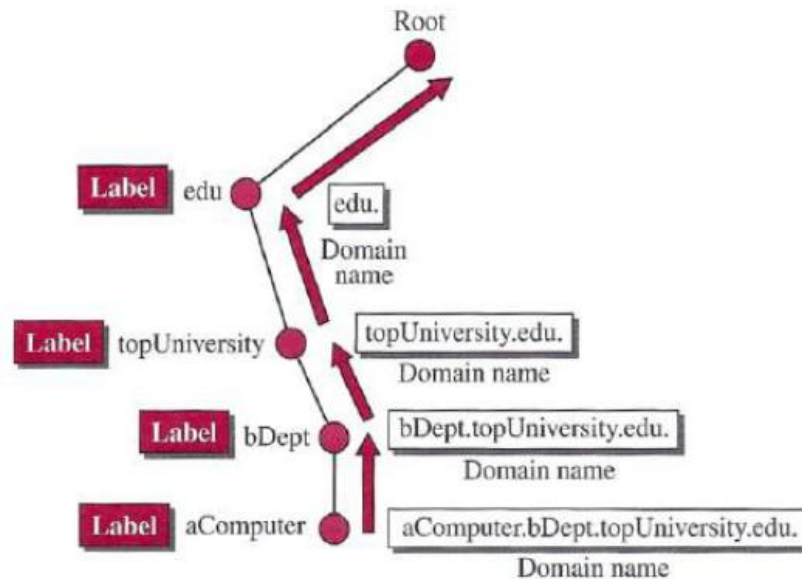 Root
Label edu
edu.
Domain
name
Label topUniversity
topUniversity.edu.
Domain name
Label bDept
bDept.topUniversity.edu.
Domain name
Label aComputer
aComputer.bDept.topUniversity.edu.
Domain name